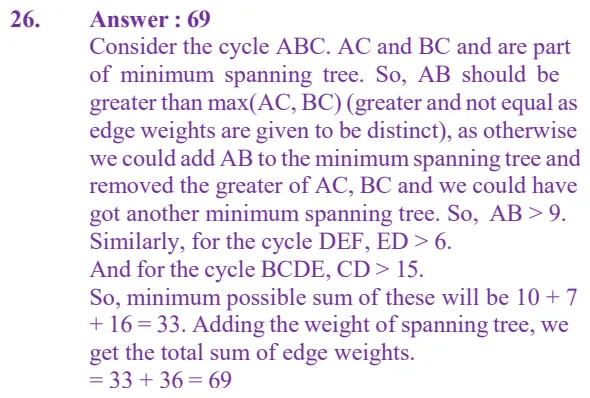 26. Answer : 69
Consider the cycle ABC. AC and BC and are part
of minimum spanning tree. So, AB should be
greater than max(AC, BC) (greater and not equal as
edge weights are given to be distinct), as otherwise
we could add AB to the minimum spanning tree and
removed the greater of AC, BC and we could have
got another minimum spanning tree. So, AB > 9.
Similarly, for the cycle DEF, ED > 6.
And for the cycle BCDE, CD > 15.
So, minimum possible sum of these will be 10 + 7
+ 16 = 33. Adding the weight of spanning tree, we
get the total sum of edge weights.
= 33 + 36 = 69